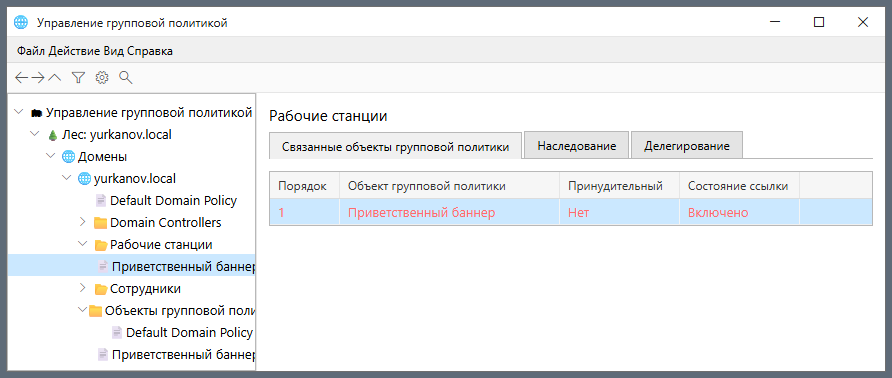 Управление групповой политикой
Файл Действие Вид Справка
Управление групповой политикой
Лес: yurkanov.local
Домены
yurkanov.local
Default Domain Policy
Domain Controllers
Рабочие станции
Приветственный баннер
Сотрудники
Объекты групповой поли
Default Domain Policy
Приветственный баннер
Рабочие станции
Связанные объекты групповой политики Наследование Делегирование
Порядок Объект групповой политики Принудительный Состояние ссылки
1 Приветственный баннер Нет Включено